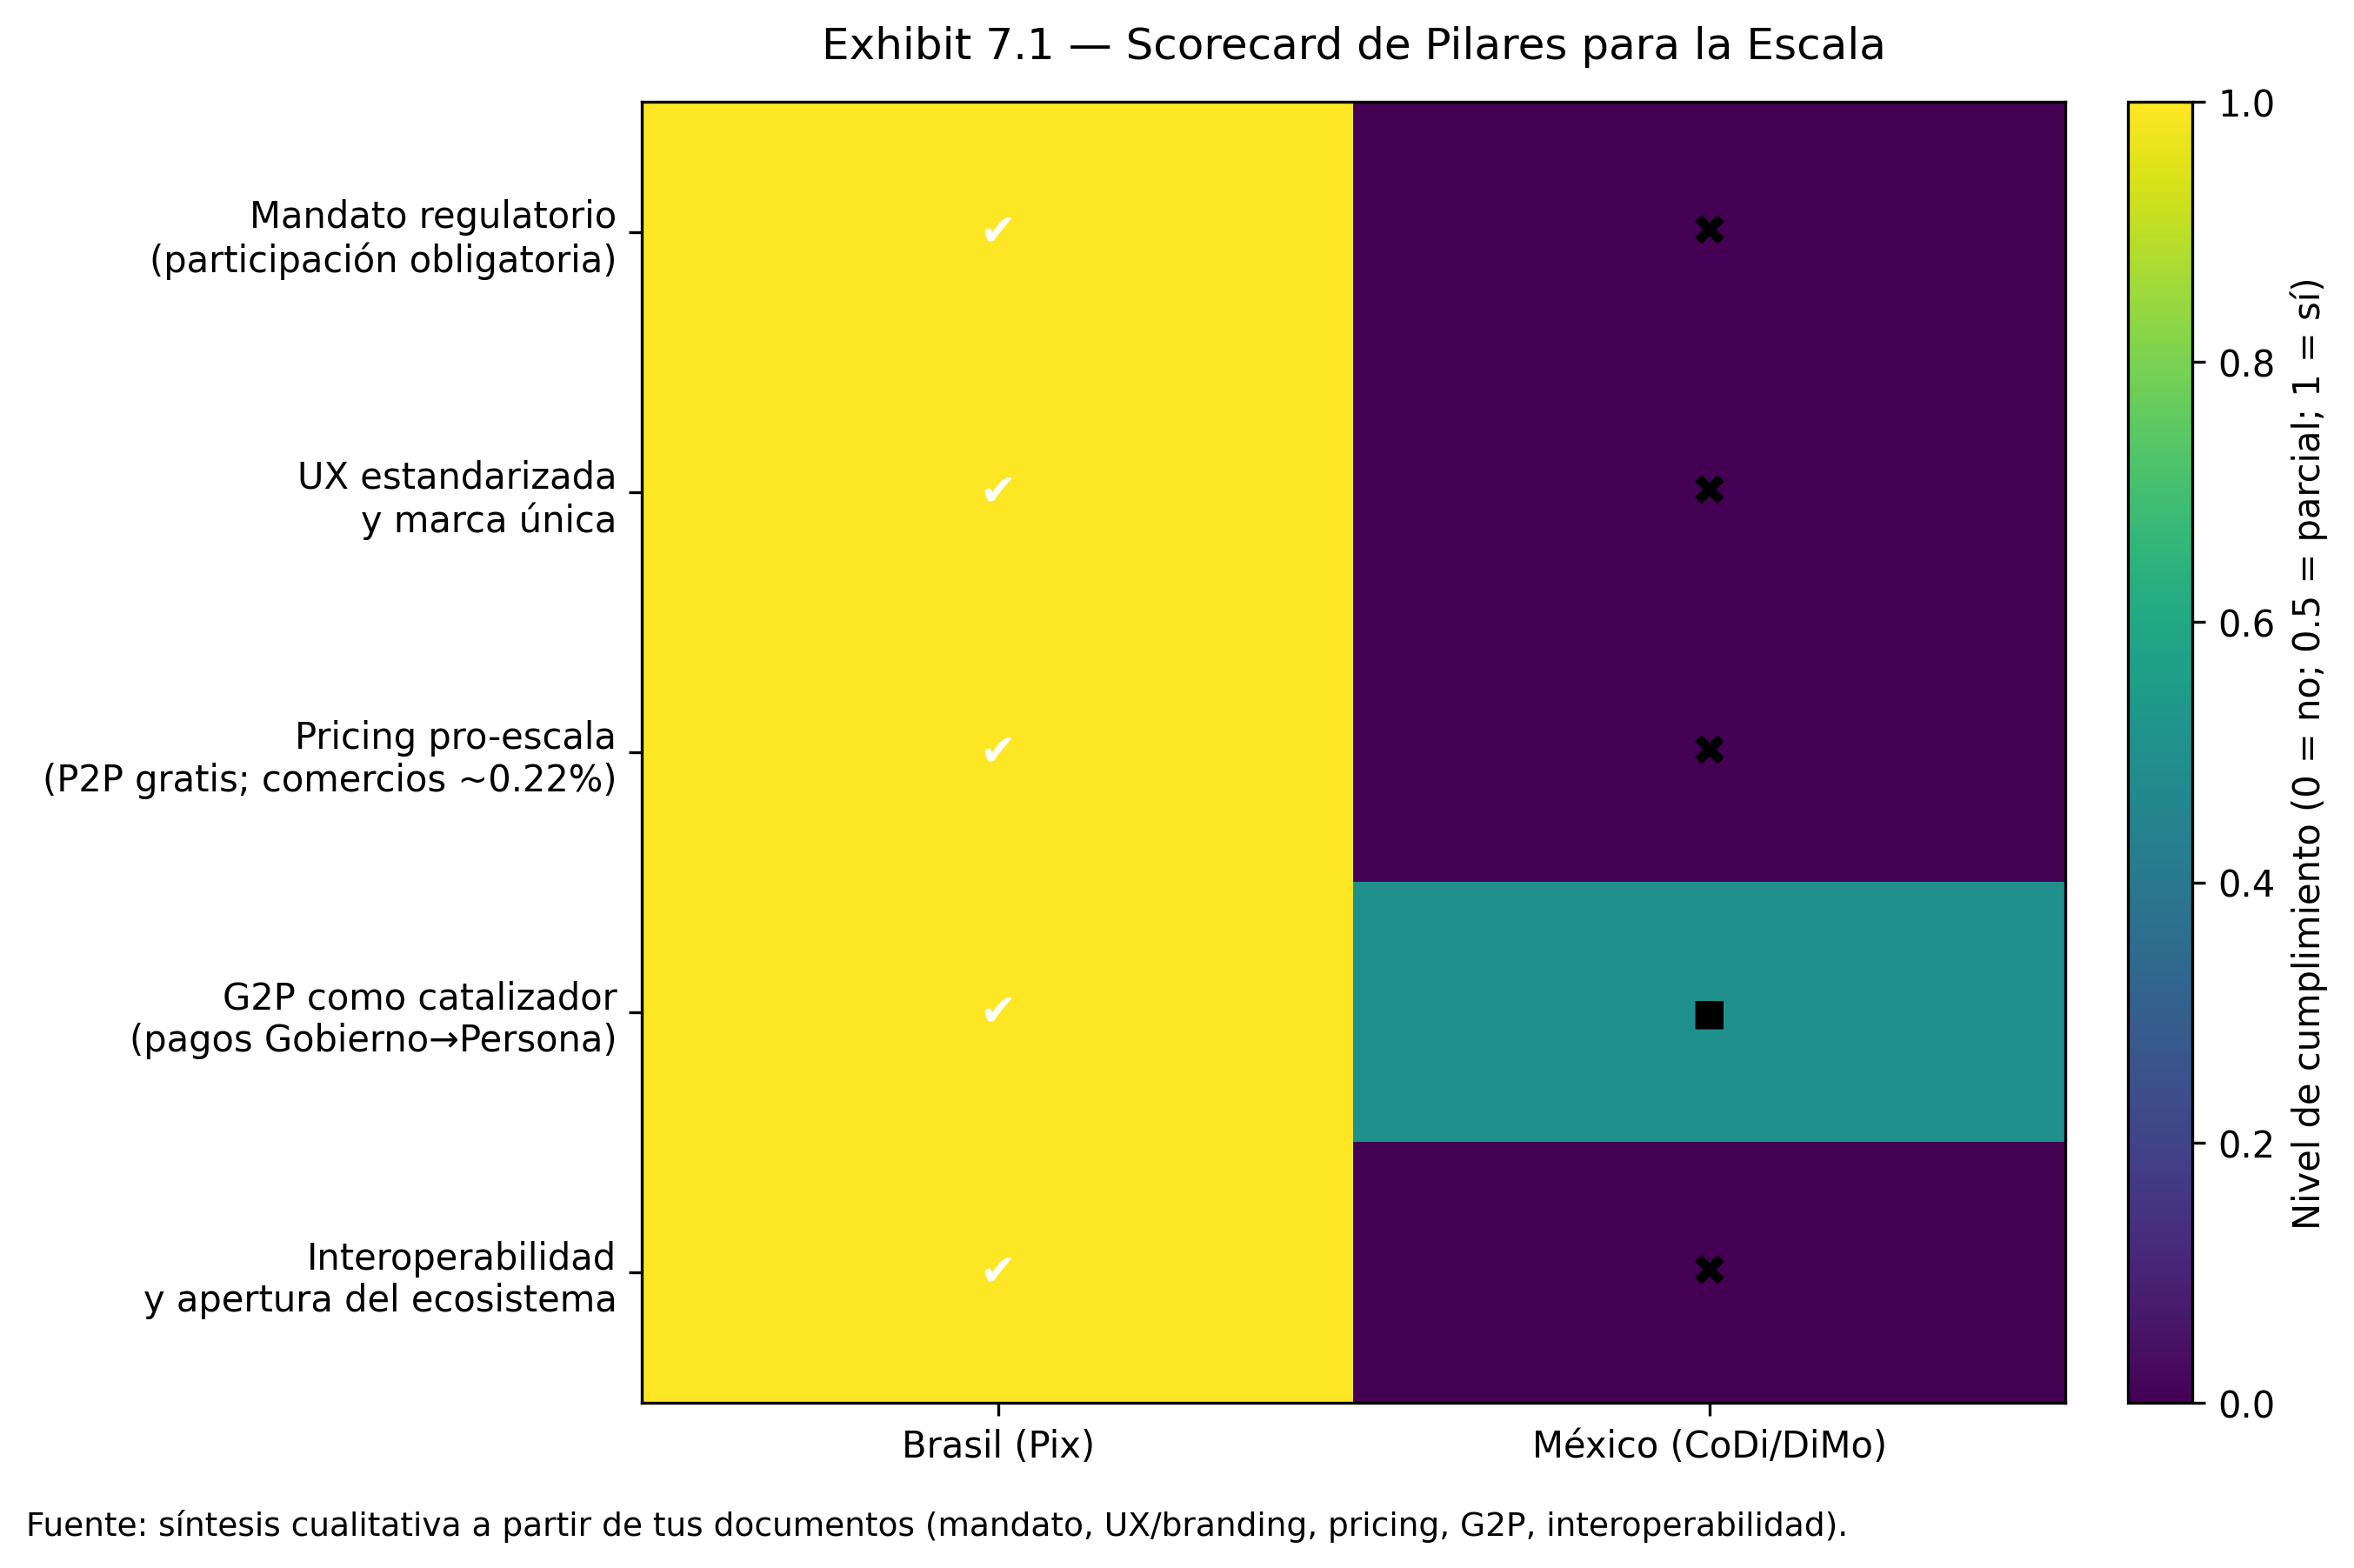 Exhibit 7.1 — Scorecard de Pilares para la Escala
Mandato regulatorio
(participación obligatoria)
✔
✖
UX estandarizada
y marca única
✔
✖
Pricing pro-escala
(P2P gratis; comercios ~0.22%)
✔
✖
G2P como catalizador
(pagos Gobierno→Persona)
✔
■
Interoperabilidad
y apertura del ecosistema
✔
✖
Brasil (Pix)
México (CoDi/DiMo)
1.0
0.8
0.6
0.4
0.2
0.0
Nivel de cumplimiento (0 = no; 0.5 = parcial; 1 = sí)
Fuente: síntesis cualitativa a partir de tus documentos (mandato, UX/branding, pricing, G2P, interoperabilidad).